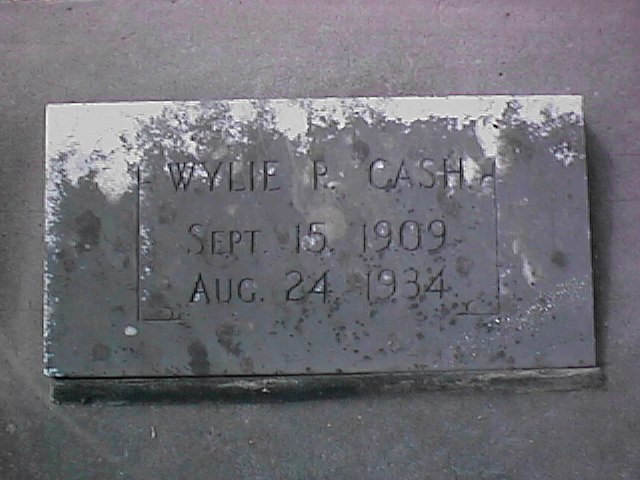 WYLIE P. CASH.
SEPT. 15. 1909
AUG. 24. 1934